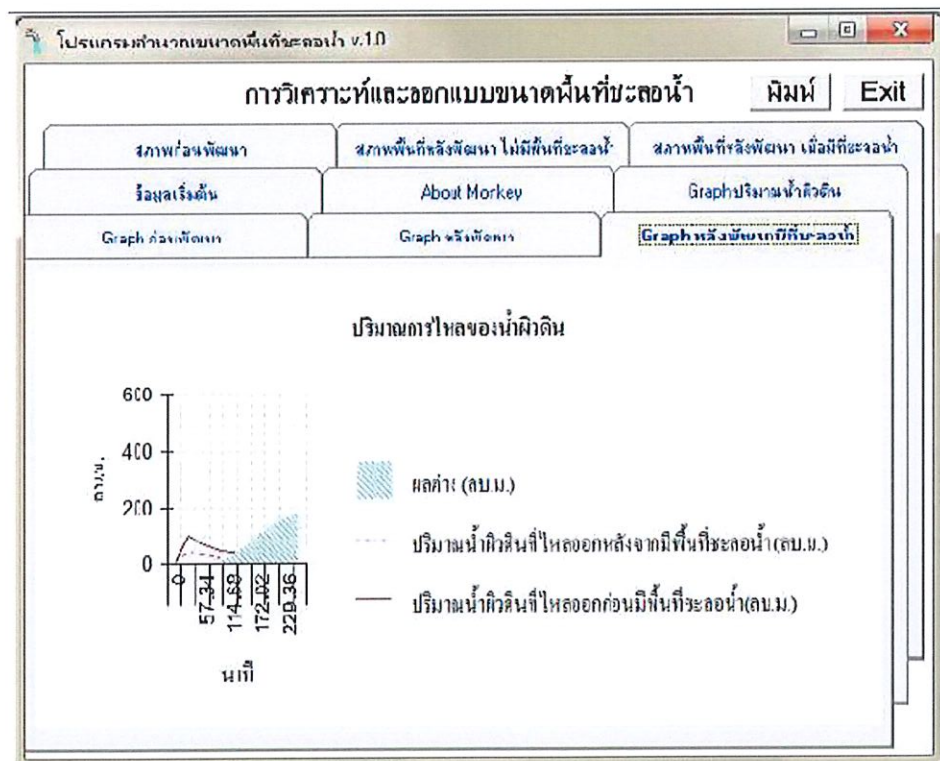 โปรแกรมคำนวณขนาดพื้นที่ชะลอน้ำ v.1.0
การวิเคราะห์และออกแบบขนาดพื้นที่ชะลอน้ำ พิมพ์ Exit
สภาพก่อนพัฒนา สภาพพื้นที่หลังพัฒนา ไม่มีพื้นที่ชะลอน้ำ สภาพพื้นที่หลังพัฒนา เมื่อมีที่ชะลอน้ำ
ข้อมูลเริ่มต้น About Morkey Graphปริมาณน้ำผิวดิน
Graph ก่อนพัฒนา Graph หลังพัฒนา Graph หลังพัฒนามีที่ชะลอน้ำ
ปริมาณการไหลของน้ำผิวดิน
600
400
200
0
ลบ.ม.
0 57.34 114.68 172.02 229.36
นาที
ผลต่าง (ลบ.ม.)
ปริมาณน้ำผิวดินที่ไหลออกหลังจากมีพื้นที่ชะลอน้ำ(ลบ.ม.)
ปริมาณน้ำผิวดินที่ไหลออกก่อนมีพื้นที่ชะลอน้ำ(ลบ.ม.)